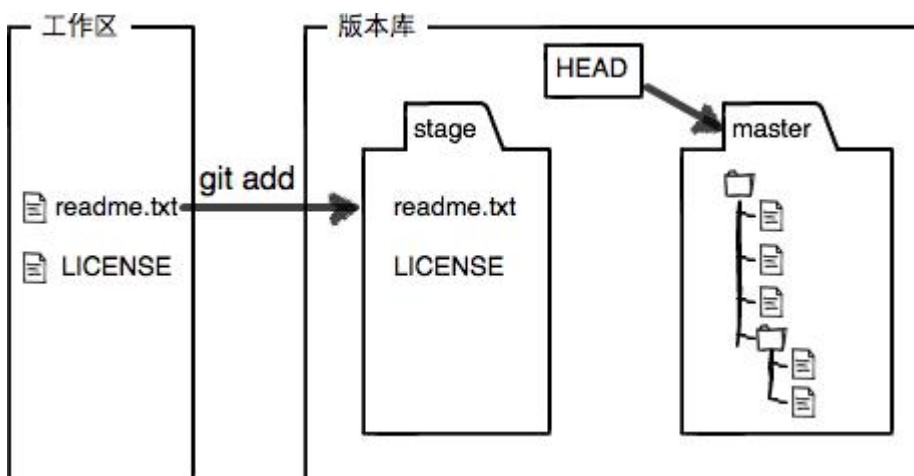 工作区
版本库
HEAD
stage
master
git add
readme.txt
readme.txt
LICENSE
LICENSE